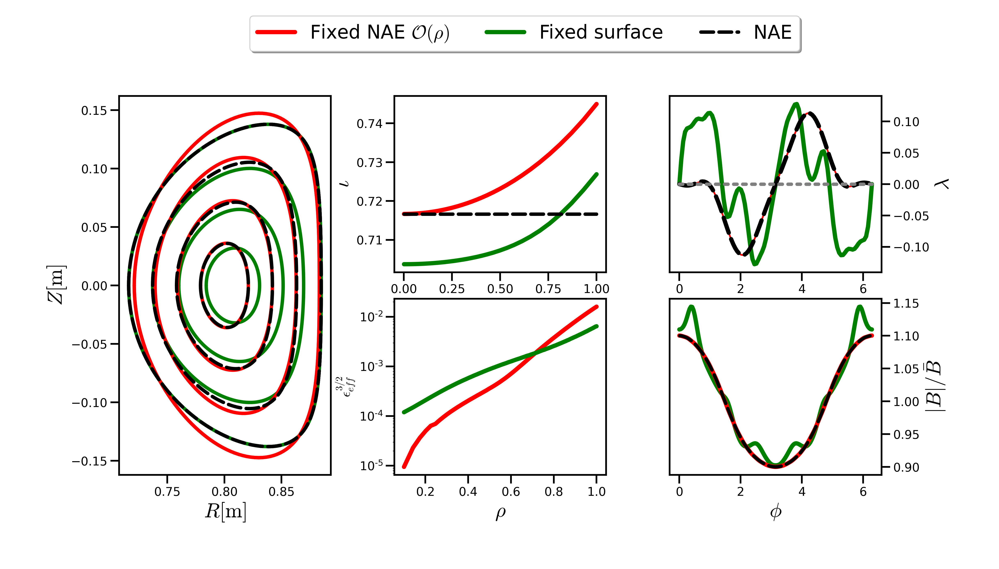 Fixed NAE 𝒪(ρ) Fixed surface NAE
0.15
0.10
0.05
0.00
−0.05
−0.10
−0.15
Z[m]
0.75 0.80 0.85
R[m]
0.74
0.73
0.72
0.71
ι
0.00 0.25 0.50 0.75 1.00
10⁻²
10⁻³
10⁻⁴
10⁻⁵
ϵ_{eff}^{3/2}
0.2 0.4 0.6 0.8 1.0
ρ
0.10
0.05
0.00
−0.05
−0.10
λ
0 2 4 6
1.15
1.10
1.05
1.00
0.95
0.90
|B|/B̄
0 2 4 6
ϕ